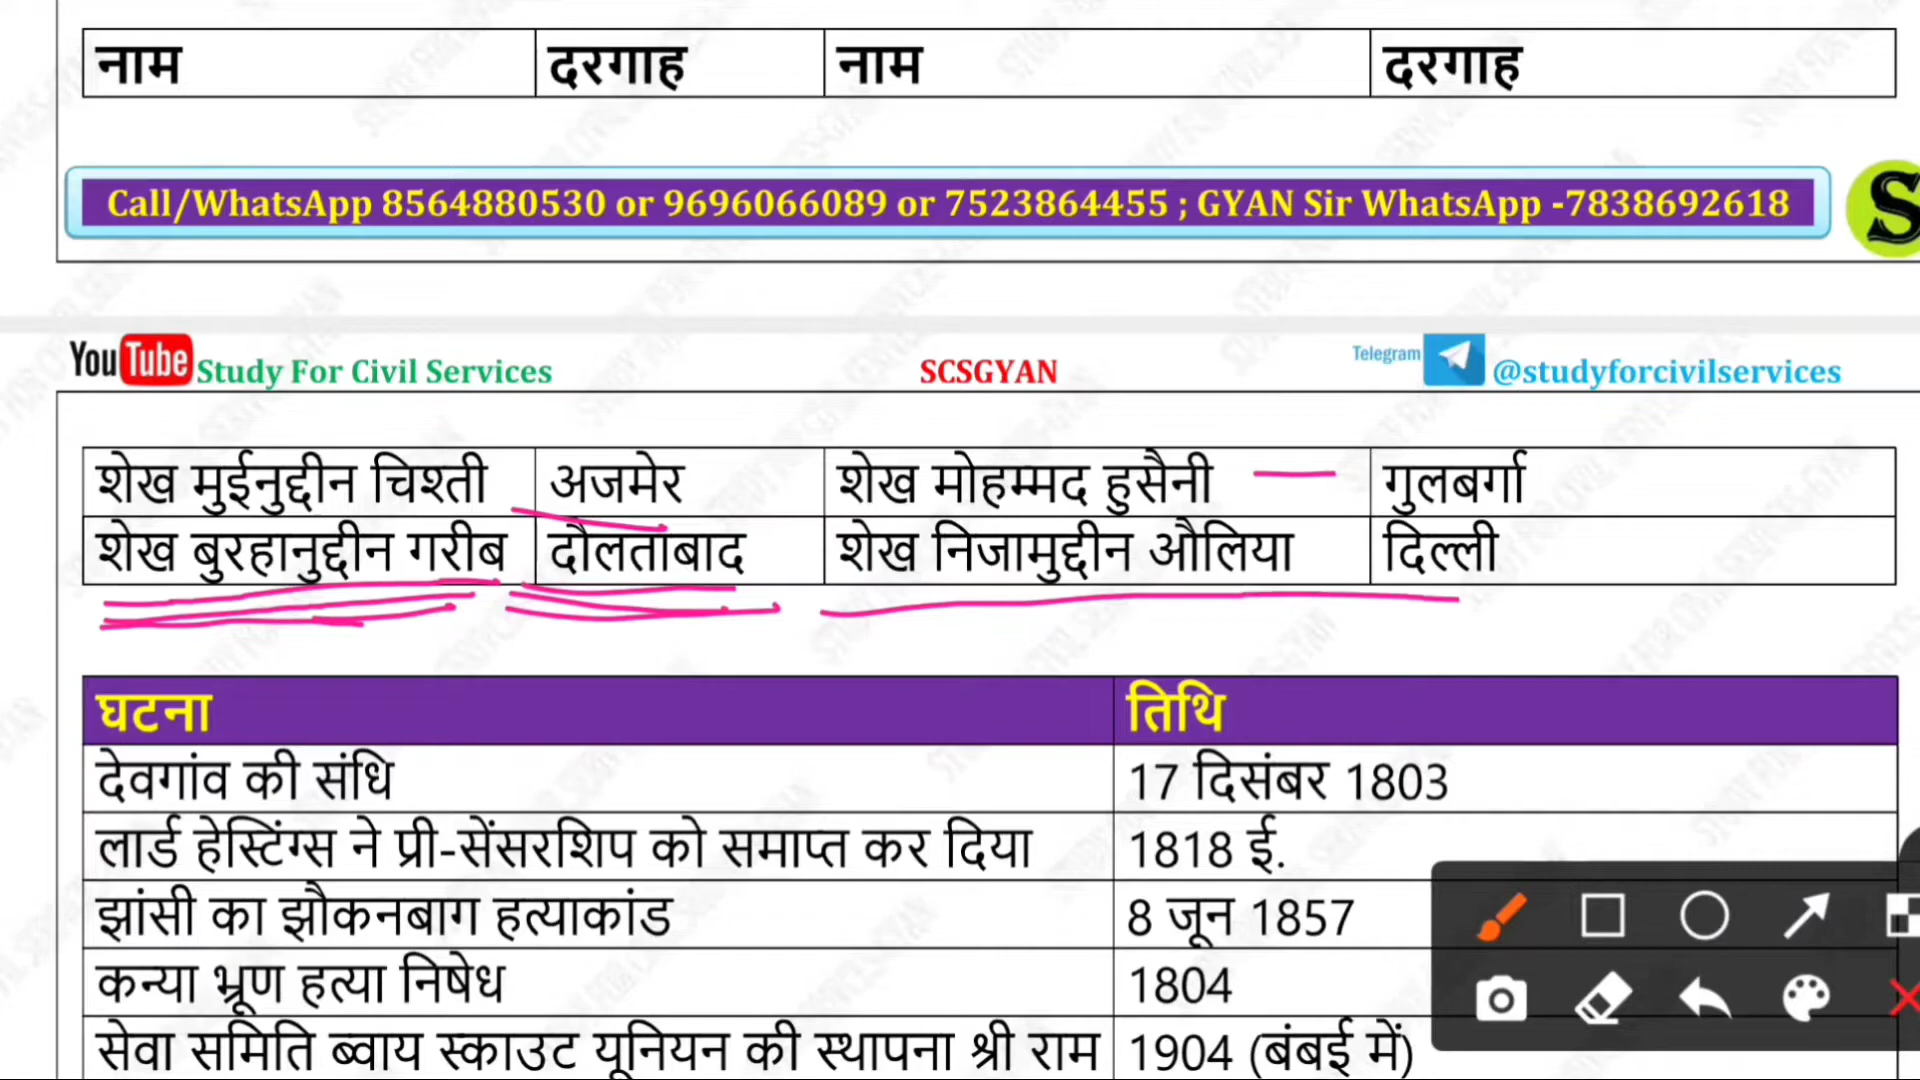 नाम दरगाह नाम दरगाह
Call/WhatsApp 8564880530 or 9696066089 or 7523864455 ; GYAN Sir WhatsApp -7838692618
S
YouTube Study For Civil Services SCSGYAN Telegram @studyforcivilservices
शेख मुईनुद्दीन चिश्ती अजमेर शेख मोहम्मद हुसैनी गुलबर्गा
शेख बुरहानुद्दीन गरीब दौलताबाद शेख निजामुद्दीन औलिया दिल्ली
घटना तिथि
देवगांव की संधि 17 दिसंबर 1803
लार्ड हेस्टिंग्स ने प्री-सेंसरशिप को समाप्त कर दिया 1818 ई.
झांसी का झौकनबाग हत्याकांड 8 जून 1857
कन्या भ्रूण हत्या निषेध 1804
सेवा समिति ब्वाय स्काउट यूनियन की स्थापना श्री राम 1904 (बंबई में)